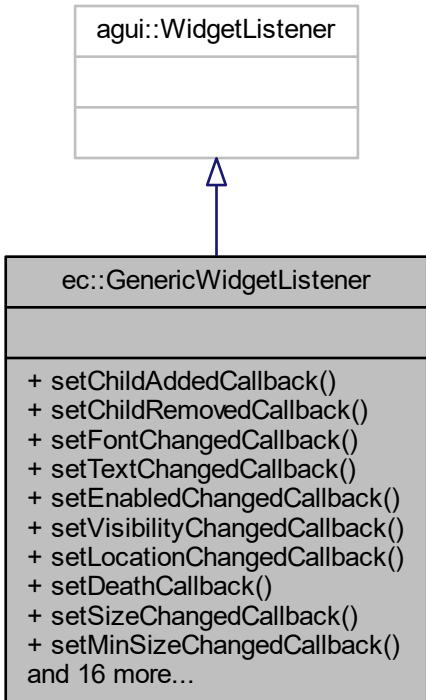 agui::WidgetListener
ec::GenericWidgetListener
+ setChildAddedCallback()
+ setChildRemovedCallback()
+ setFontChangedCallback()
+ setTextChangedCallback()
+ setEnabledChangedCallback()
+ setVisibilityChangedCallback()
+ setLocationChangedCallback()
+ setDeathCallback()
+ setSizeChangedCallback()
+ setMinSizeChangedCallback()
and 16 more...